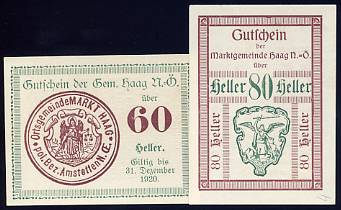 Gutschein der Gem. Haag N.-Ö.
über
60
Heller.
Giltig bis
31. Dezember
1920.
Ortsgemeinde MARKT HAAG
Pol. Bez. Amstetten N.Œ.
Gutschein
der
Marktgemeinde Haag N.-Ö.
über
Heller 80 Heller
80 Heller
80 Heller